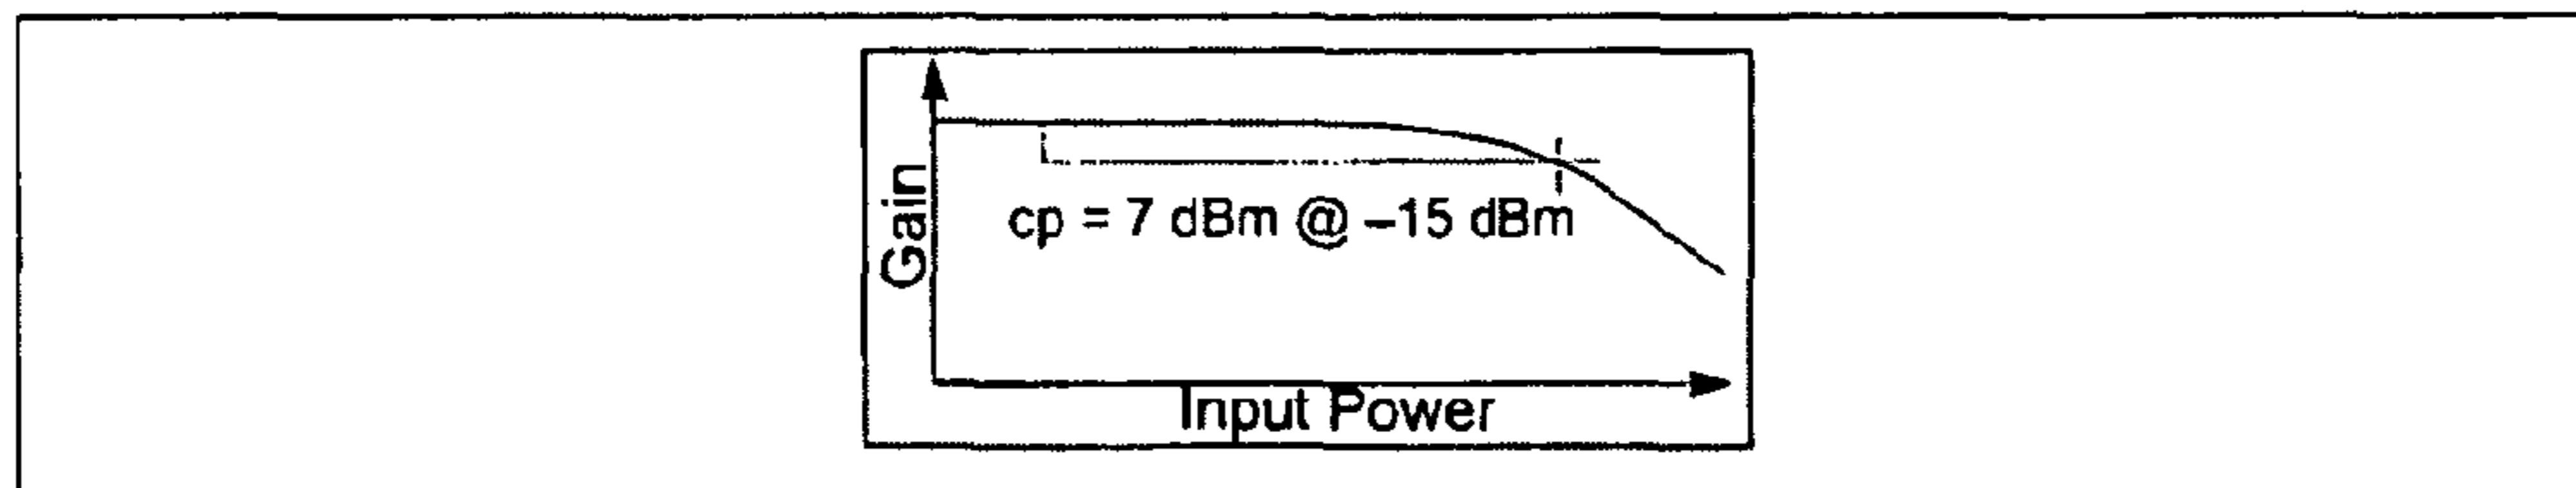 Gain
cp = 7 dBm @ –15 dBm
Input Power